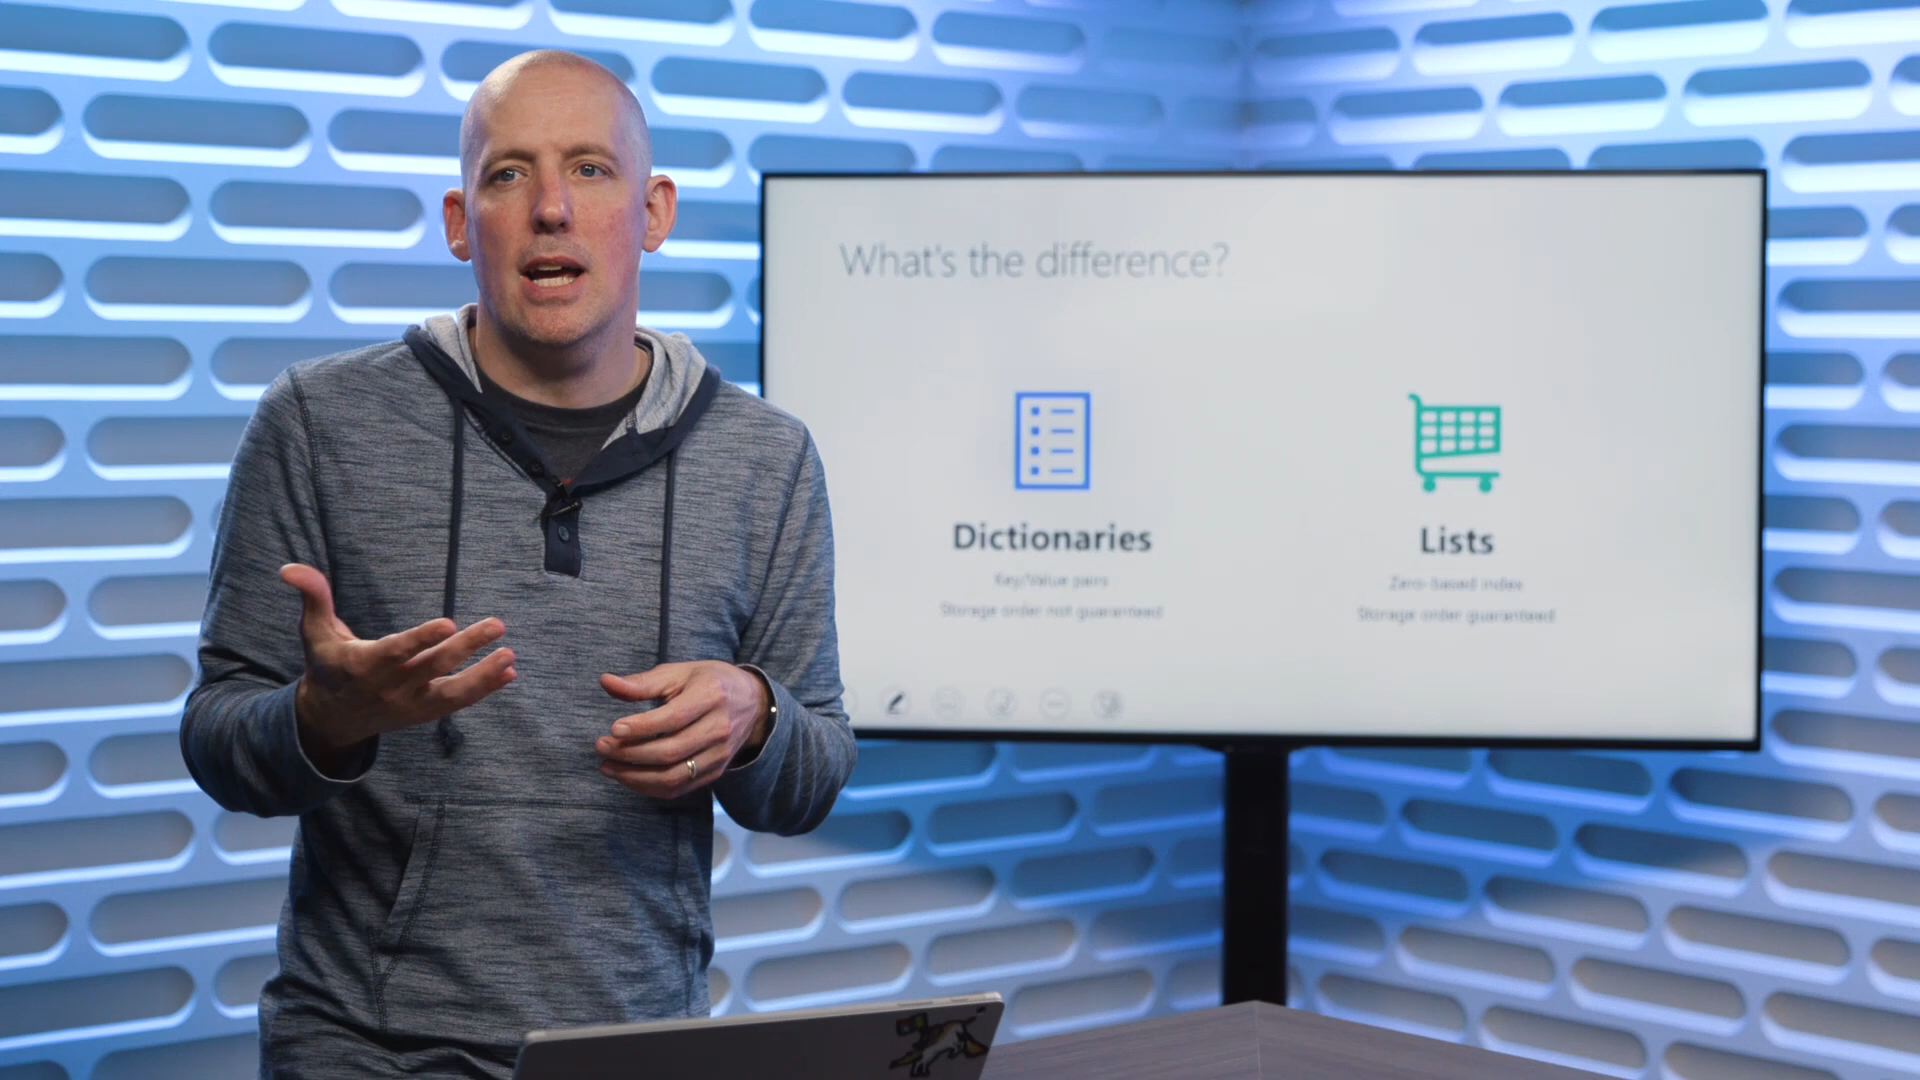 What's the difference?
Dictionaries
Key/Value pairs
Storage order not guaranteed
Lists
Zero-based index
Storage order guaranteed